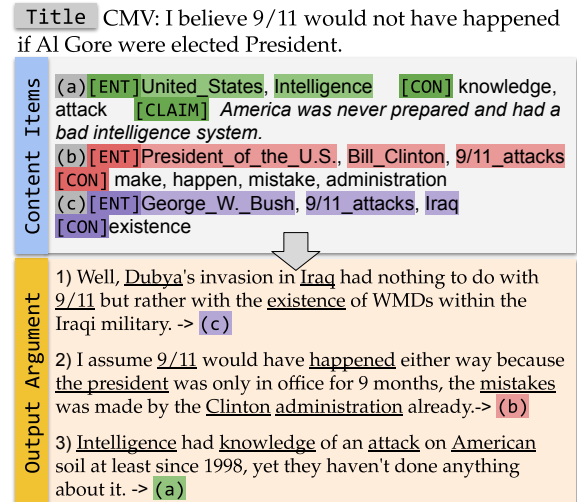 Title CMV: I believe 9/11 would not have happened
if Al Gore were elected President.
Content Items
(a)[ENT]United_States, Intelligence [CON] knowledge,
attack [CLAIM] America was never prepared and had a
bad intelligence system.
(b)[ENT]President_of_the_U.S., Bill_Clinton, 9/11_attacks
[CON] make, happen, mistake, administration
(c)[ENT]George_W._Bush, 9/11_attacks, Iraq
[CON]existence
Output Argument
1) Well, Dubya's invasion in Iraq had nothing to do with
9/11 but rather with the existence of WMDs within the
Iraqi military. -> (c)
2) I assume 9/11 would have happened either way because
the president was only in office for 9 months, the mistakes
was made by the Clinton administration already.-> (b)
3) Intelligence had knowledge of an attack on American
soil at least since 1998, yet they haven't done anything
about it. -> (a)